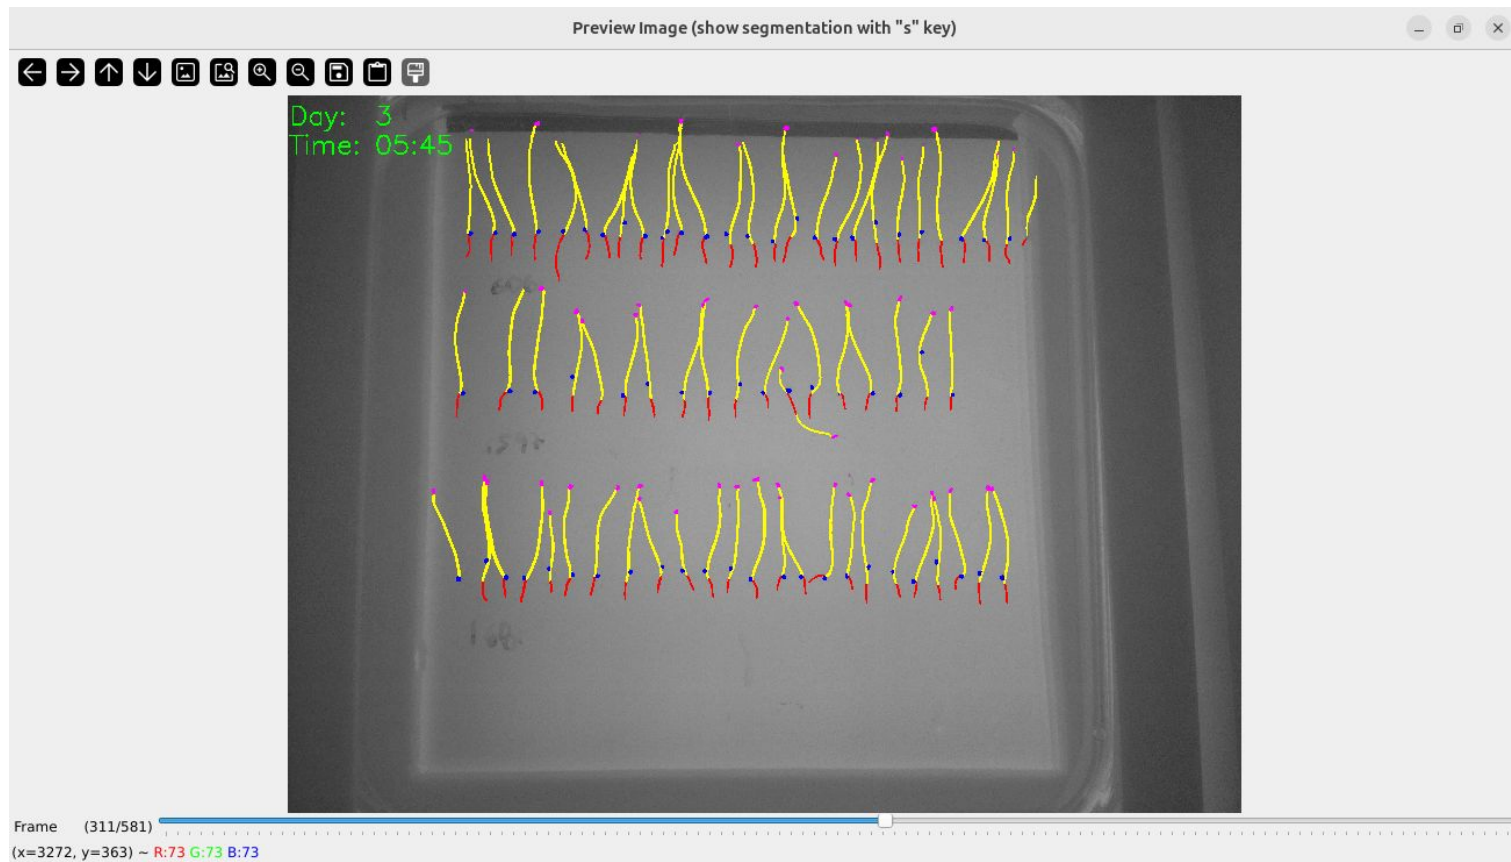 Preview Image (show segmentation with "s" key)
Day: 3
Time: 05:45
Frame (311/581)
(x=3272, y=363) ~ R:73 G:73 B:73